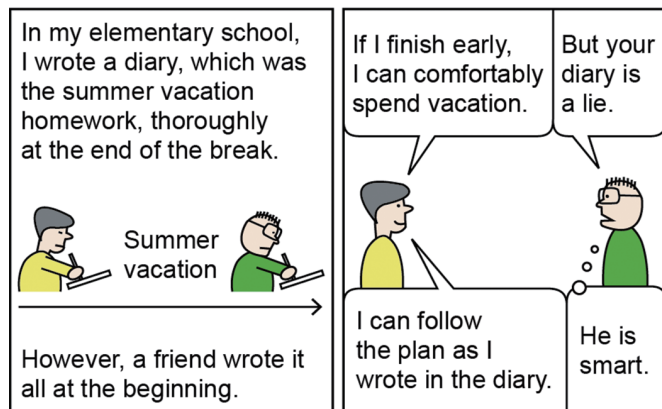 In my elementary school,
I wrote a diary, which was
the summer vacation
homework, thoroughly
at the end of the break.
Summer
vacation
However, a friend wrote it
all at the beginning.
If I finish early,
I can comfortably
spend vacation.
But your
diary is
a lie.
I can follow
the plan as I
wrote in the diary.
He is
smart.